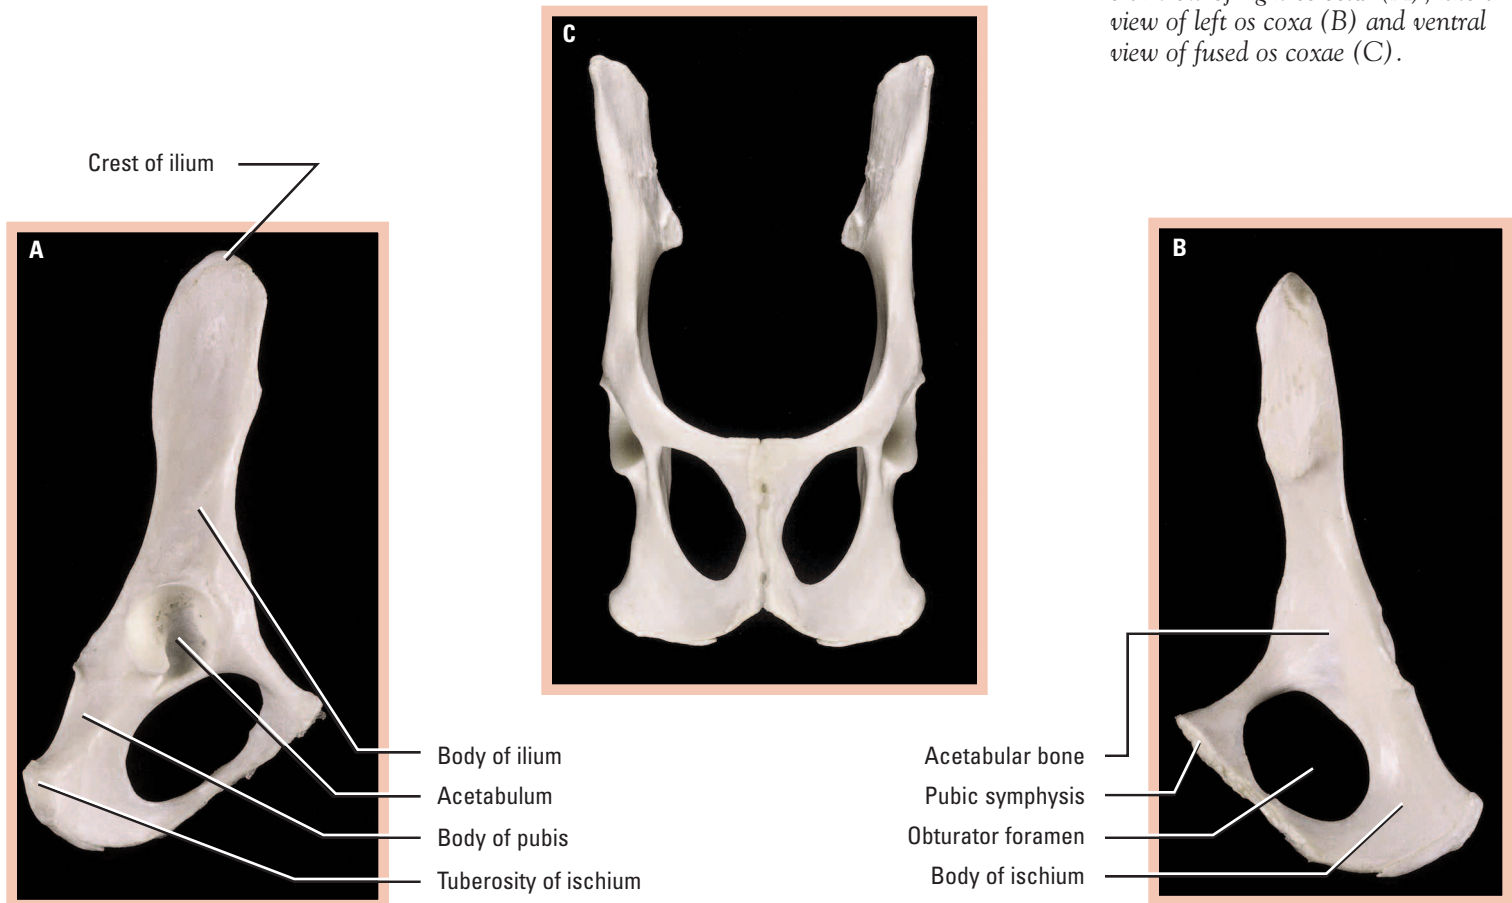 view of left os coxa (B) and ventral
view of fused os coxae (C).
C
Crest of ilium
A
B
Body of ilium
Acetabulum
Body of pubis
Tuberosity of ischium
Acetabular bone
Pubic symphysis
Obturator foramen
Body of ischium